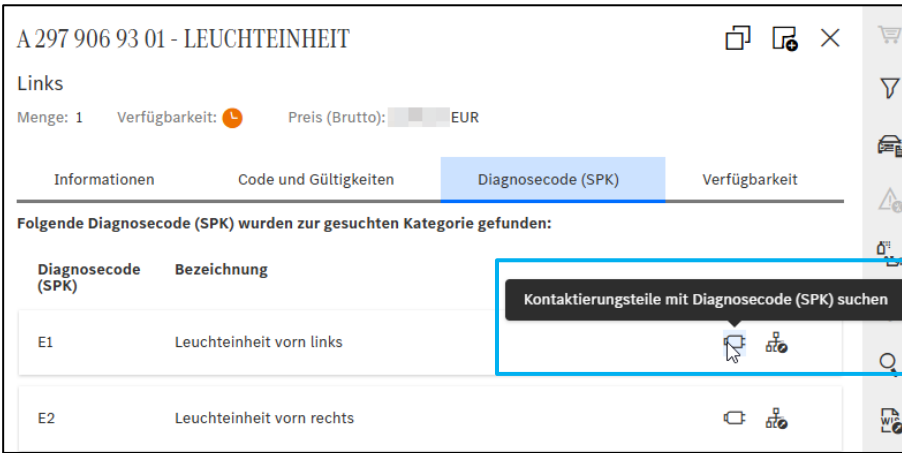 A 297 906 93 01 - LEUCHTEINHEIT
Links
Menge: 1 Verfügbarkeit: Preis (Brutto): EUR
Informationen Code und Gültigkeiten Diagnosecode (SPK) Verfügbarkeit
Folgende Diagnosecode (SPK) wurden zur gesuchten Kategorie gefunden:
Diagnosecode Bezeichnung
(SPK)
Kontaktierungsteile mit Diagnosecode (SPK) suchen
E1 Leuchteinheit vorn links
E2 Leuchteinheit vorn rechts